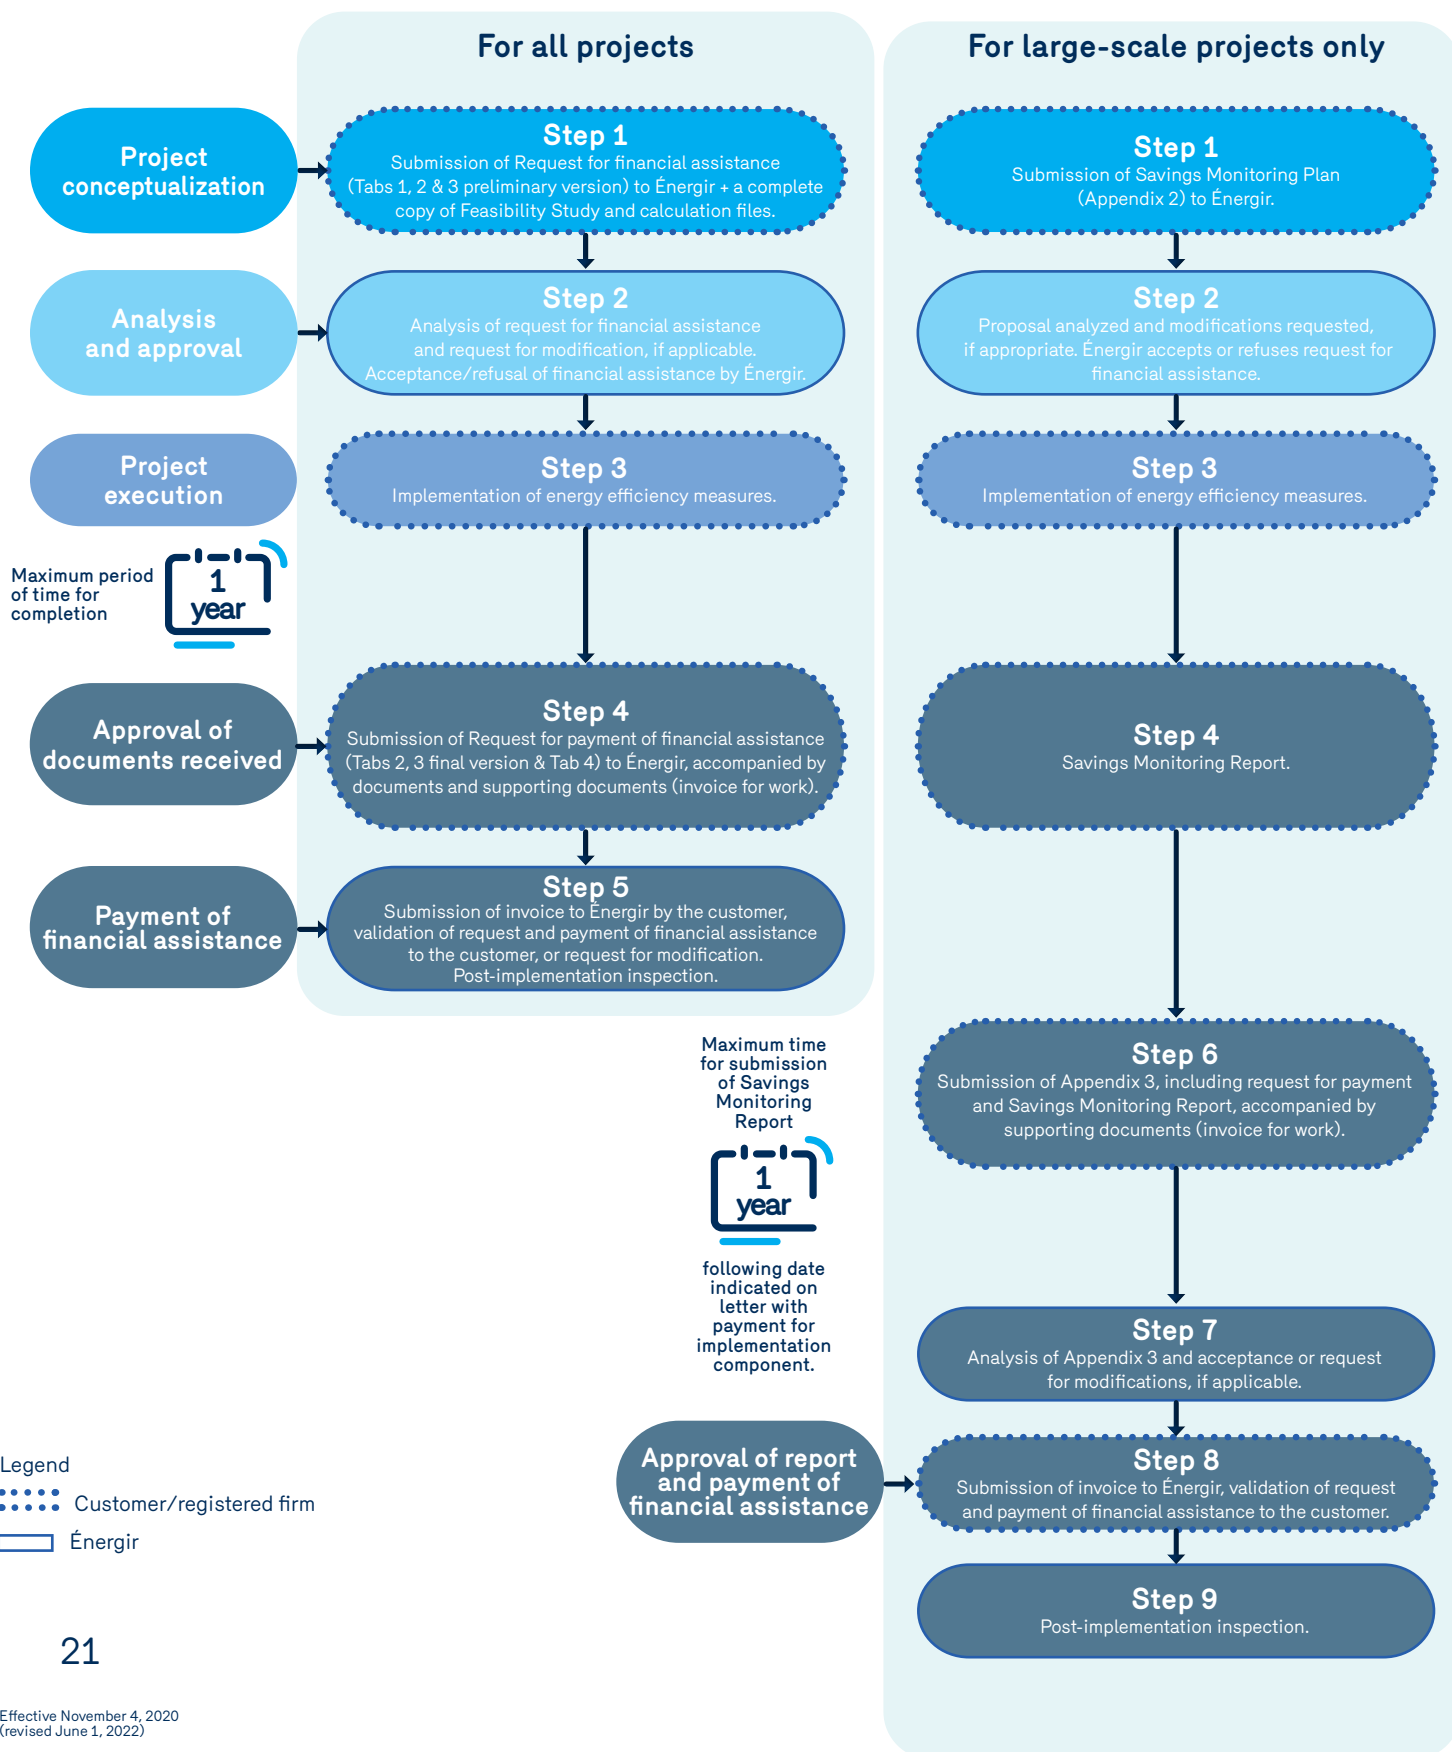 For all projects
For large-scale projects only
Project
conceptualization
Step 1
Submission of Request for financial assistance
(Tabs 1, 2 & 3 preliminary version) to Énergir + a complete
copy of Feasibility Study and calculation files.
Step 1
Submission of Savings Monitoring Plan
(Appendix 2) to Énergir.
Analysis
and approval
Step 2
Analysis of request for financial assistance
and request for modification, if applicable.
Acceptance/refusal of financial assistance by Énergir.
Step 2
Proposal analyzed and modifications requested,
if appropriate. Énergir accepts or refuses request for
financial assistance.
Project
execution
Step 3
Implementation of energy efficiency measures.
Step 3
Implementation of energy efficiency measures.
Maximum period
of time for
completion
1
year
Approval of
documents received
Step 4
Submission of Request for payment of financial assistance
(Tabs 2, 3 final version & Tab 4) to Énergir, accompanied by
documents and supporting documents (invoice for work).
Step 4
Savings Monitoring Report.
Payment of
financial assistance
Step 5
Submission of invoice to Énergir by the customer,
validation of request and payment of financial assistance
to the customer, or request for modification.
Post-implementation inspection.
Maximum time
for submission
of Savings
Monitoring
Report
1
year
following date
indicated on
letter with
payment for
implementation
component.
Step 6
Submission of Appendix 3, including request for payment
and Savings Monitoring Report, accompanied by
supporting documents (invoice for work).
Step 7
Analysis of Appendix 3 and acceptance or request
for modifications, if applicable.
Approval of report
and payment of
financial assistance
Step 8
Submission of invoice to Énergir, validation of request
and payment of financial assistance to the customer.
Step 9
Post-implementation inspection.
Legend
Customer/registered firm
Énergir
21
Effective November 4, 2020
(revised June 1, 2022)